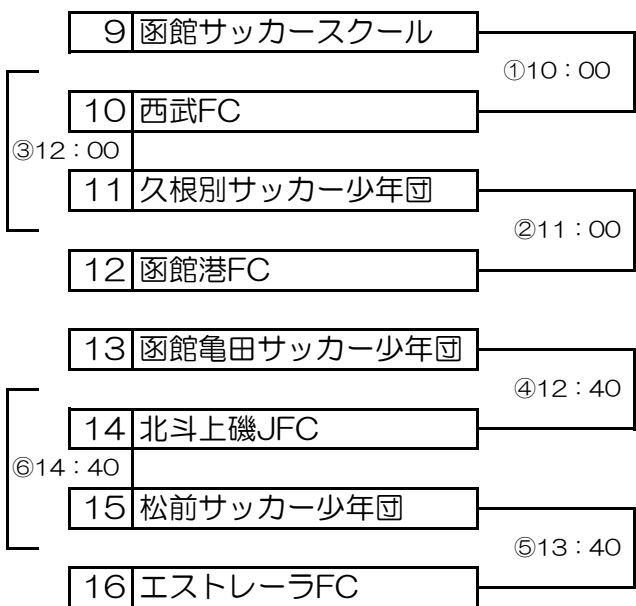 9 函館サッカースクール
①10：00
10 西武FC
③12：00
11 久根別サッカー少年団
②11：00
12 函館港FC
13 函館亀田サッカー少年団
④12：40
14 北斗上磯JFC
⑥14：40
15 松前サッカー少年団
⑤13：40
16 エストレーラFC